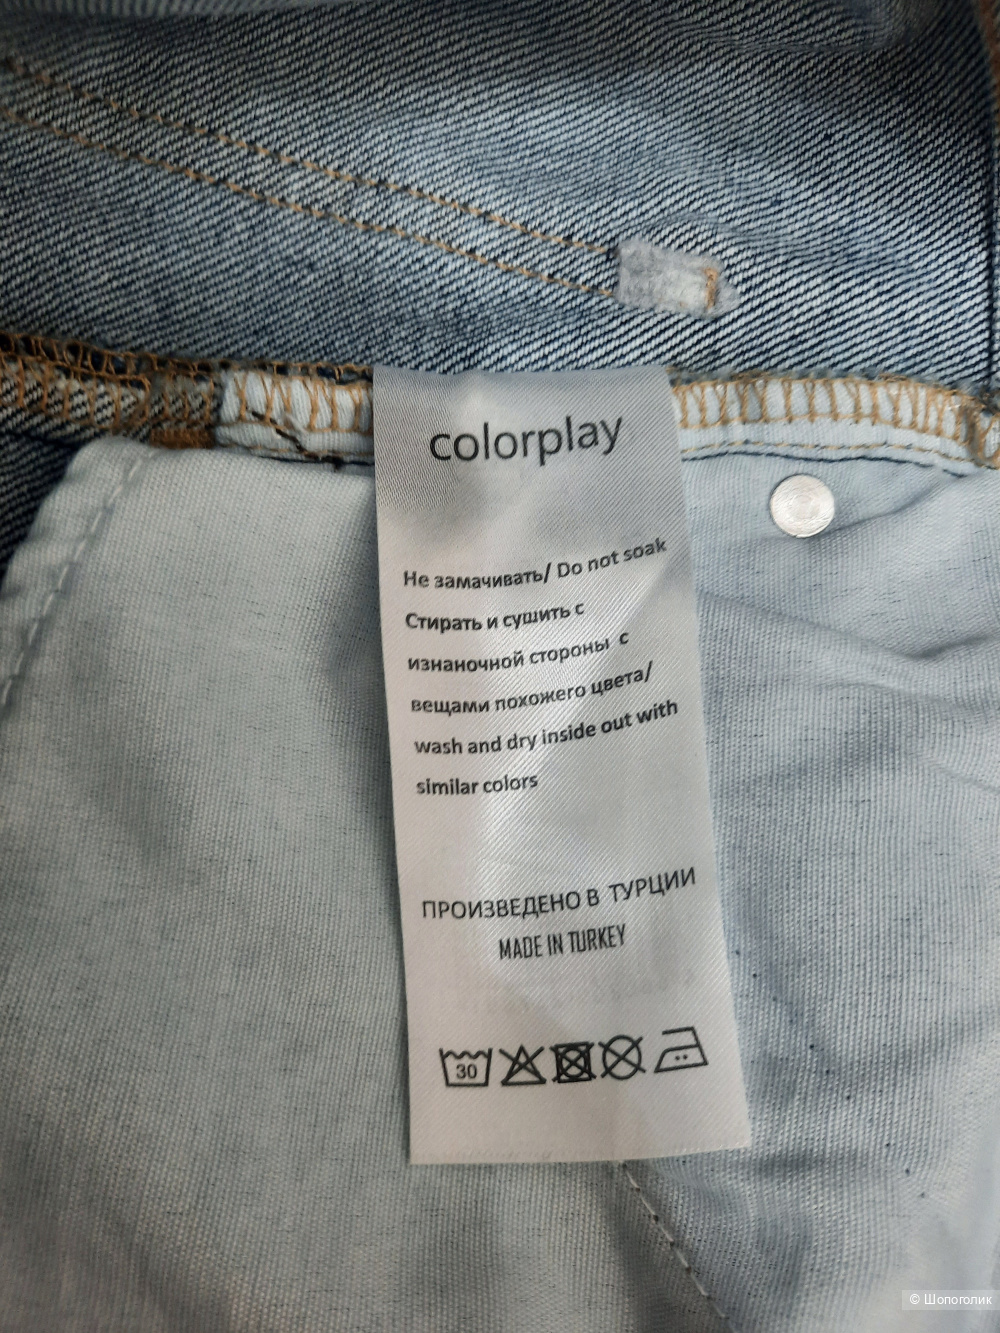 colorplay
Не замачивать/ Do not soak
Стирать и сушить с
изнаночной стороны с
вещами похожего цвета/
wash and dry inside out with
similar colors
ПРОИЗВЕДЕНО В ТУРЦИИ
MADE IN TURKEY
30
© Шопоголик